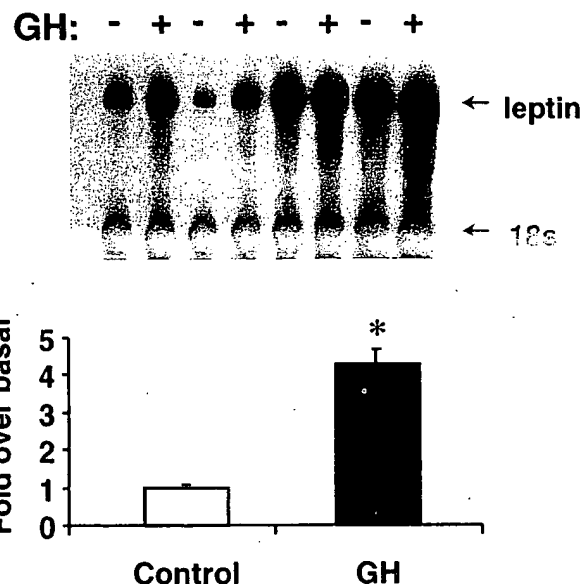 GH: - + - + - + - +
← leptin
← 18s
Fold over basal
5
4
3
2
1
0
*
Control GH